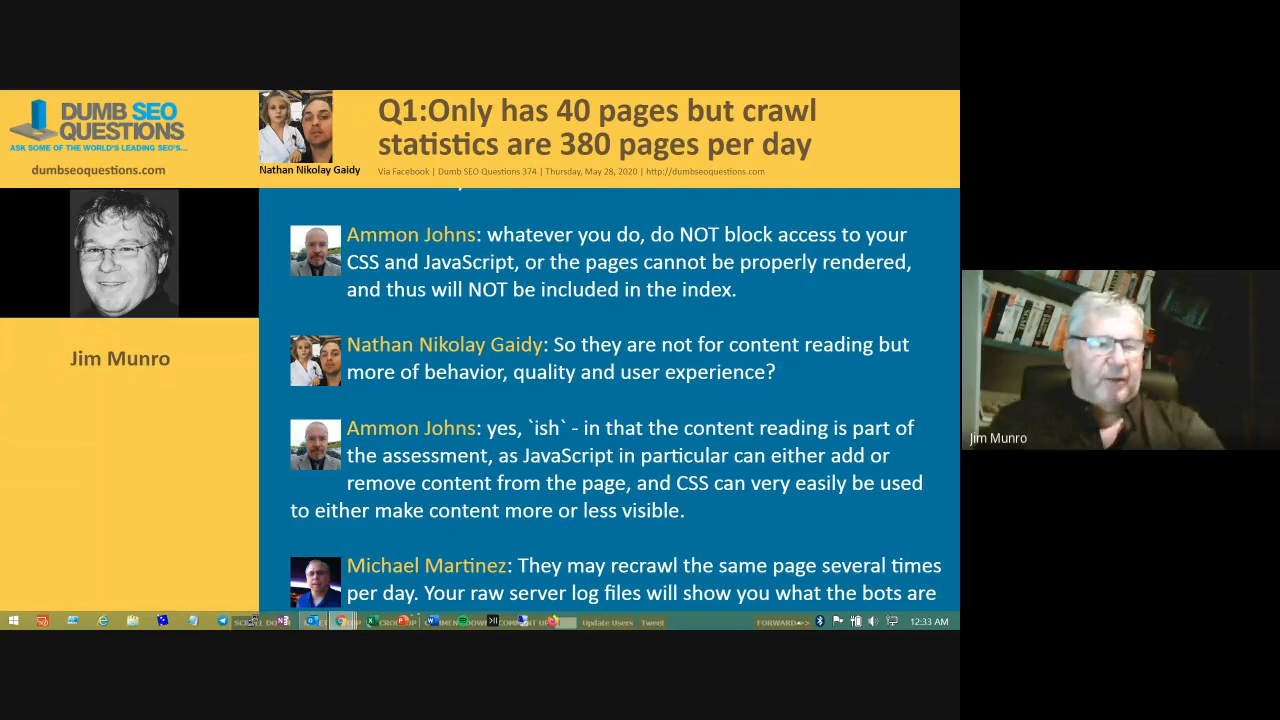 DUMB SEO
QUESTIONS
ASK SOME OF THE WORLD'S LEADING SEO'S...
dumbseoquestions.com
Nathan Nikolay Gaidy
Q1:Only has 40 pages but crawl
statistics are 380 pages per day
Via Facebook | Dumb SEO Questions 374 | Thursday, May 28, 2020 | http://dumbseoquestions.com
Jim Munro
Ammon Johns: whatever you do, do NOT block access to your
CSS and JavaScript, or the pages cannot be properly rendered,
and thus will NOT be included in the index.
Nathan Nikolay Gaidy: So they are not for content reading but
more of behavior, quality and user experience?
Ammon Johns: yes, `ish` - in that the content reading is part of
the assessment, as JavaScript in particular can either add or
remove content from the page, and CSS can very easily be used
to either make content more or less visible.
Michael Martinez: They may recrawl the same page several times
per day. Your raw server log files will show you what the bots are
Update Users Tweet
FORWARD-->
12:33 AM
Jim Munro